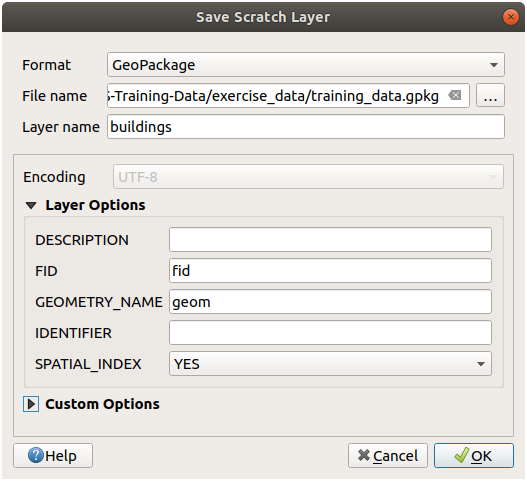 Save Scratch Layer
Format GeoPackage
File name -Training-Data/exercise_data/training_data.gpkg ...
Layer name buildings
Encoding UTF-8
Layer Options
DESCRIPTION
FID fid
GEOMETRY_NAME geom
IDENTIFIER
SPATIAL_INDEX YES
Custom Options
Help Cancel OK